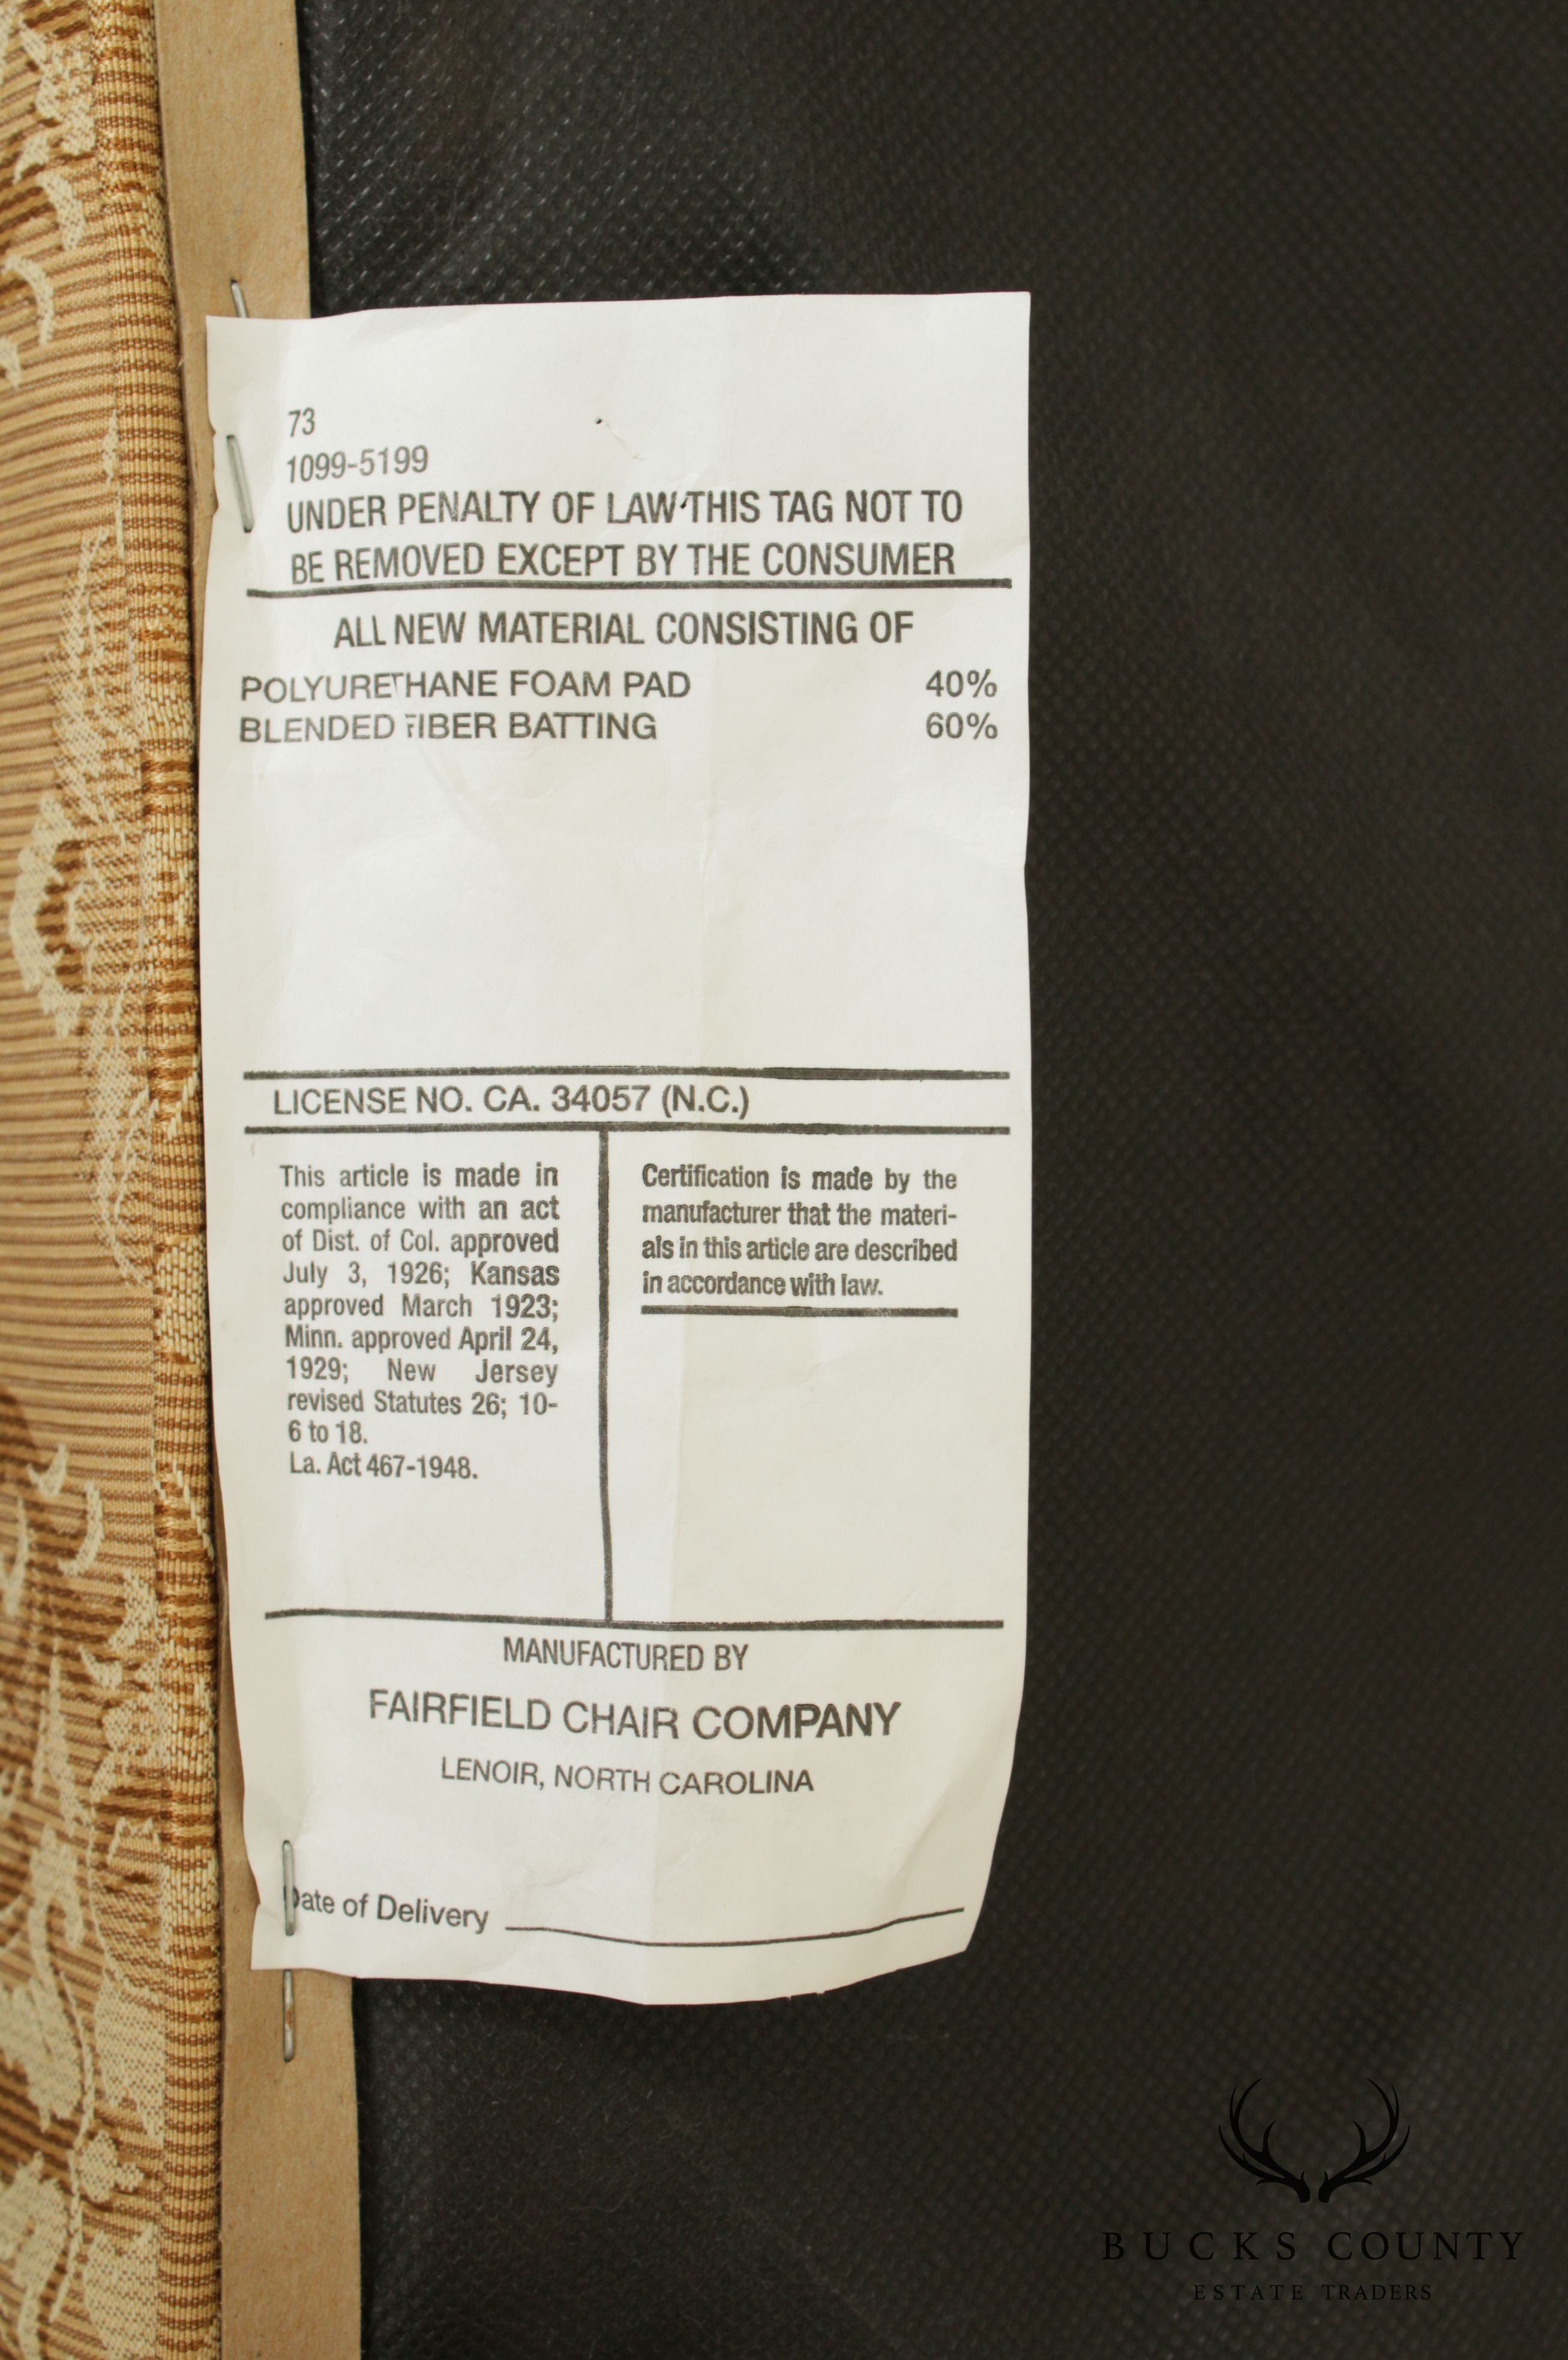 73
1099-5199
UNDER PENALTY OF LAW THIS TAG NOT TO
BE REMOVED EXCEPT BY THE CONSUMER
ALL NEW MATERIAL CONSISTING OF
POLYURETHANE FOAM PAD 40%
BLENDED FIBER BATTING 60%
LICENSE NO. CA. 34057 (N.C.)
This article is made in
compliance with an act
of Dist. of Col. approved
July 3, 1926; Kansas
approved March 1923;
Minn. approved April 24,
1929; New Jersey
revised Statutes 26; 10-
6 to 18.
La. Act 467-1948.
Certification is made by the
manufacturer that the materi-
als in this article are described
in accordance with law.
MANUFACTURED BY
FAIRFIELD CHAIR COMPANY
LENOIR, NORTH CAROLINA
Date of Delivery
BUCKS COUNTY
ESTATE TRADERS